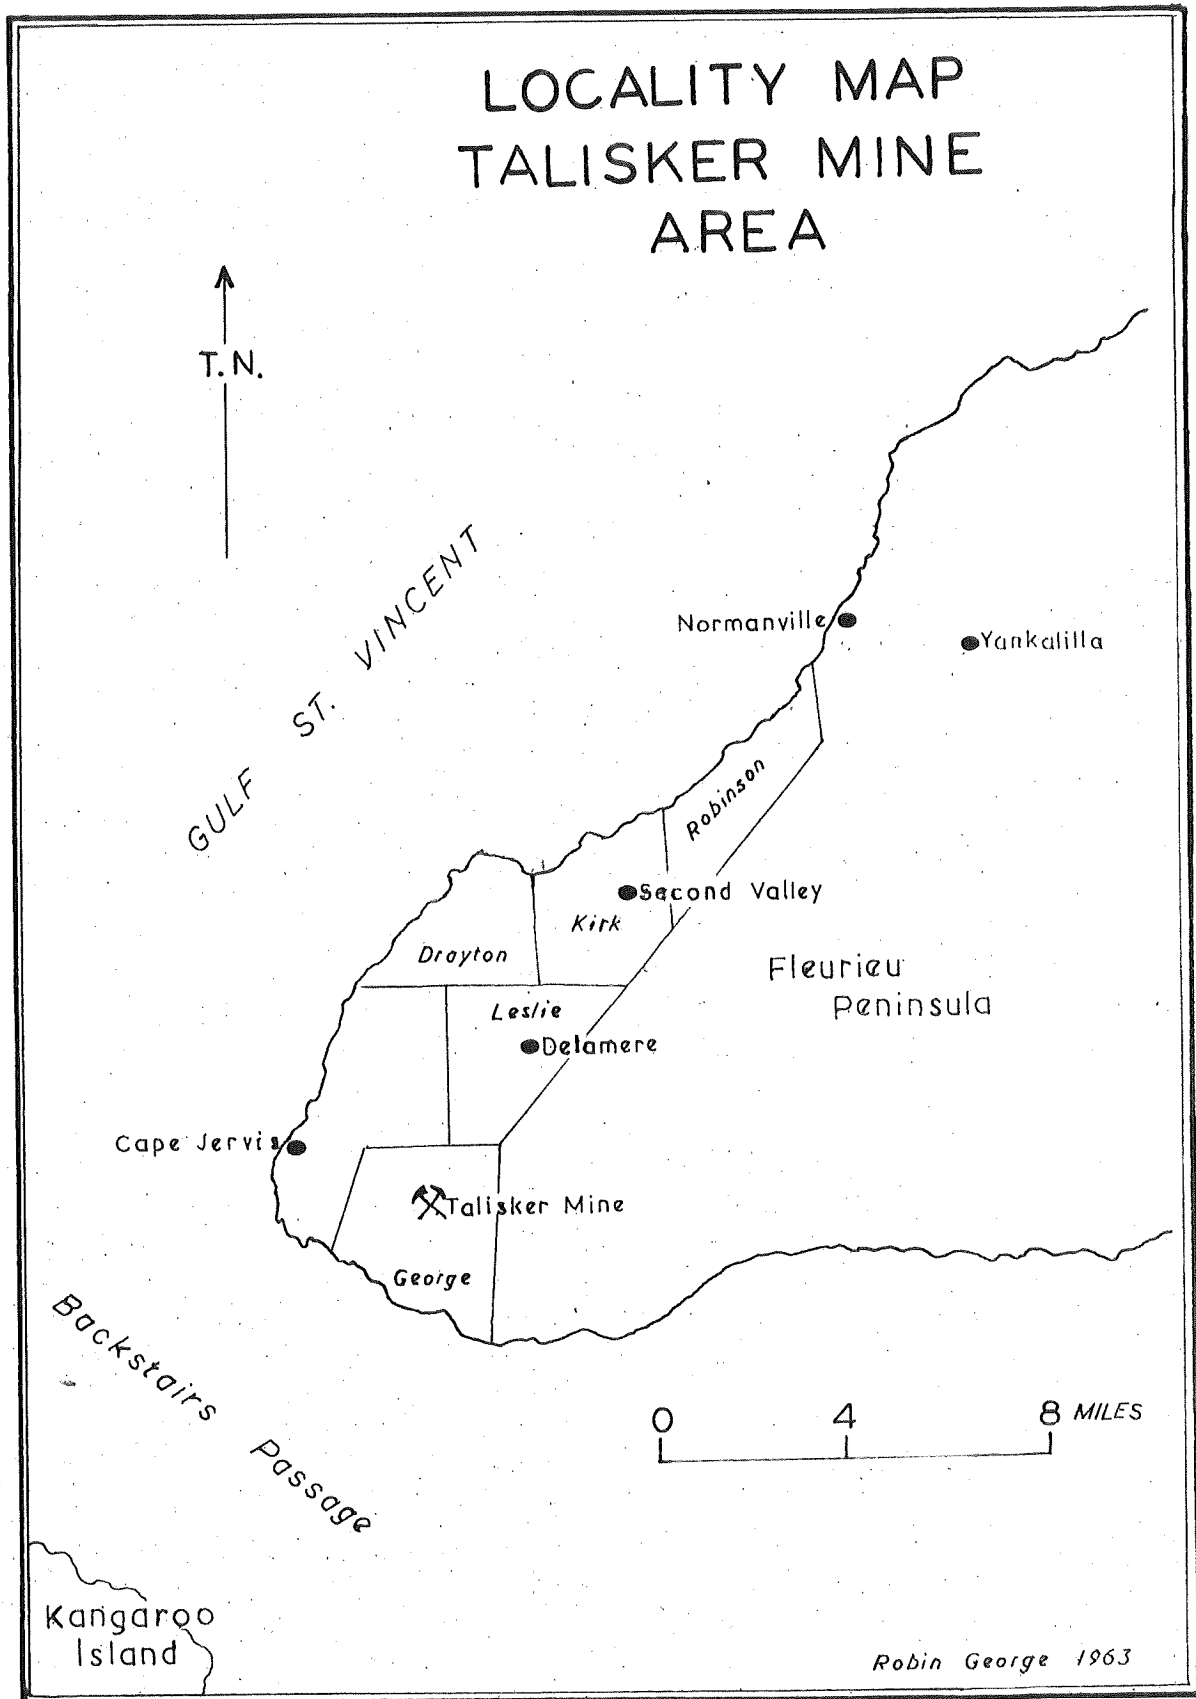 LOCALITY MAP
TALISKER MINE
AREA
T.N.
GULF ST. VINCENT
Normanville
Yankalilla
Robinson
Second Valley
Kirk
Drayton
Fleurieu
Peninsula
Leslie
Delamere
Cape Jervis
Talisker Mine
George
Backstairs Passage
0 4 8 MILES
Kangaroo
Island
Robin George 1963